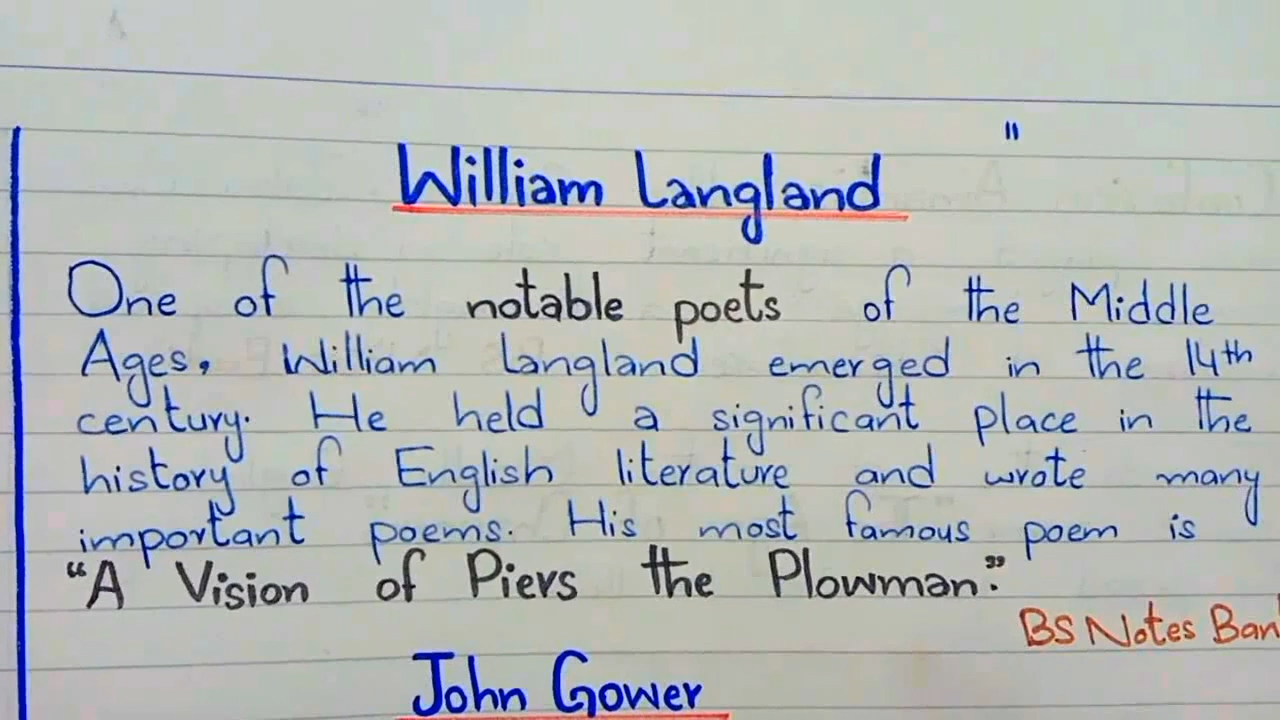 "
William Langland
One of the notable poets of the Middle
Ages, William Langland emerged in the 14th
century. He held a significant place in the
history of English literature and wrote many
important poems. His most famous poem is
“A Vision of Piers the Plowman.”
BS Notes Ban
John Gower